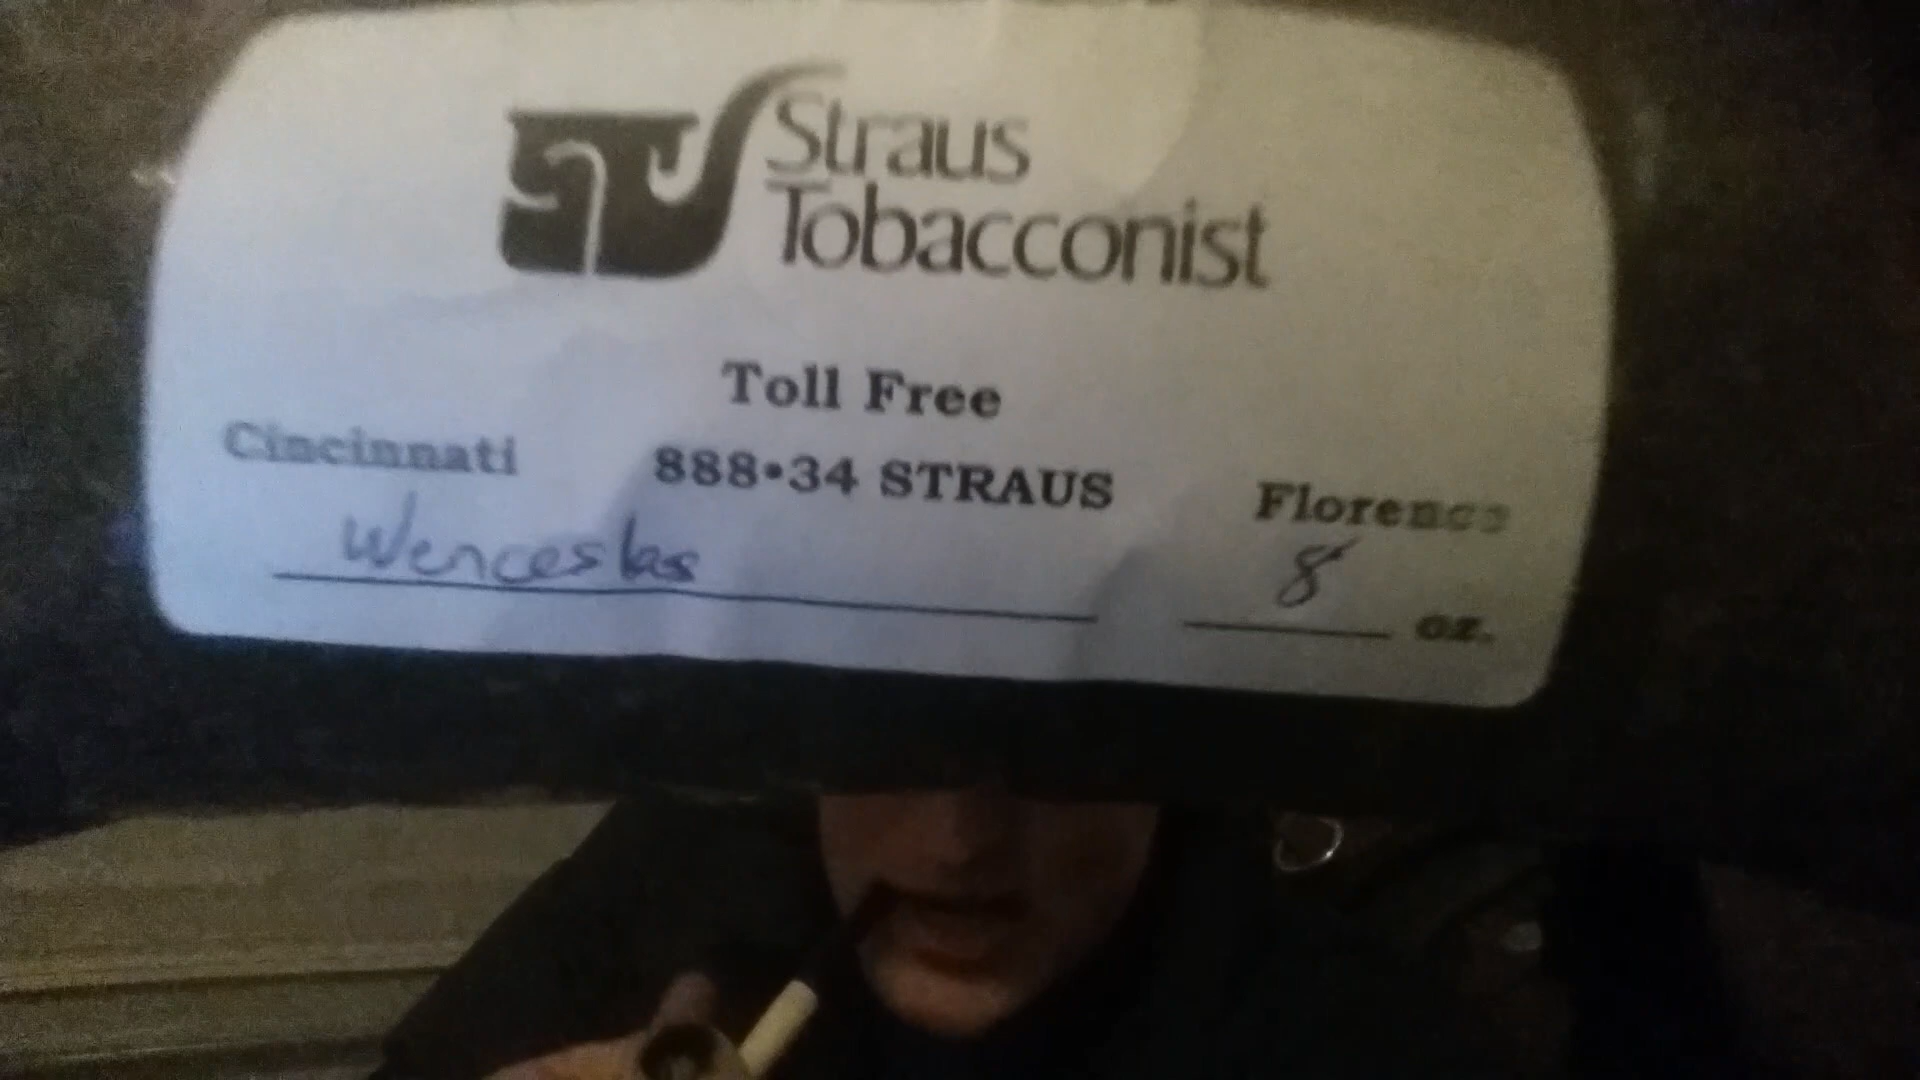 Straus
Tobacconist
Toll Free
Cincinnati 888•34 STRAUS Florence
Wenceslas 8 oz.